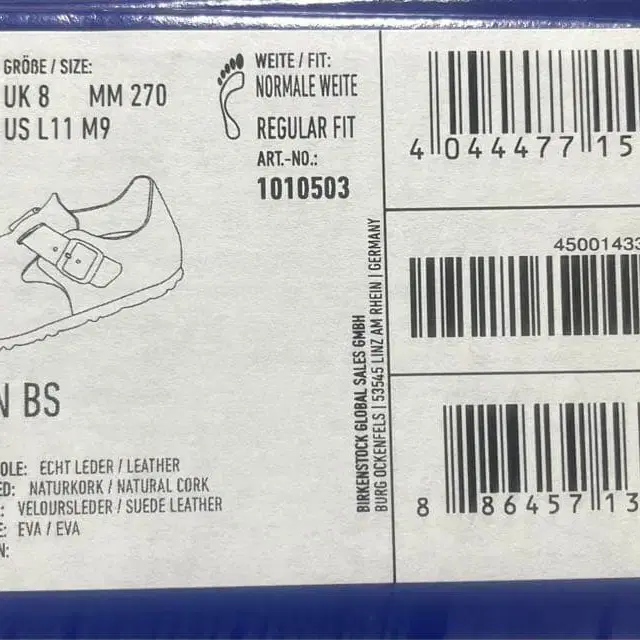 GRÖßE / SIZE:
UK 8 MM 270
US L11 M9
WEITE / FIT:
NORMALE WEITE
REGULAR FIT
ART.-NO.:
1010503
N BS
OLE: ECHT LEDER / LEATHER
ED: NATURKORK / NATURAL CORK
: VELOURSLEDER / SUEDE LEATHER
E: EVA / EVA
N:
BIRKENSTOCK GLOBAL SALES GMBH
BURG OCKENFELS | 53545 LINZ AM RHEIN | GERMANY
4 044477 15
45001433
8 86457 13